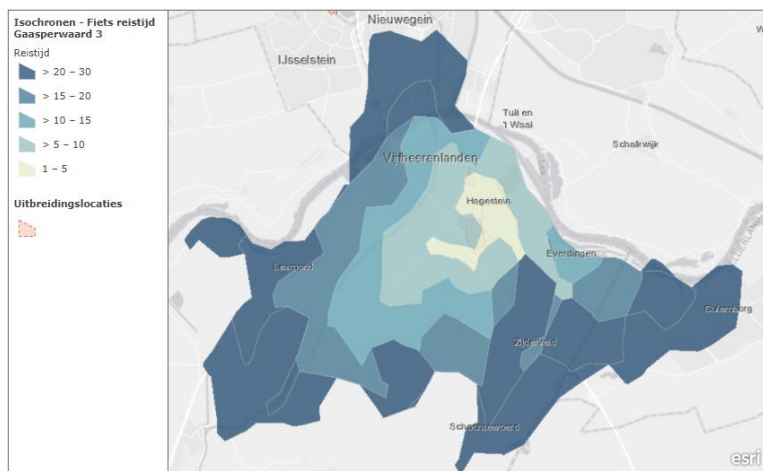 Isochronen - Fiets reistijd
Gaasperwaard 3
Reistijd
> 20 – 30
> 15 – 20
> 10 – 15
> 5 – 10
1 – 5
Uitbreidingslocaties
Nieuwegein
IJsselstein
Tull en
't Waal
Schalkwijk
Vijfheerenlanden
Hagestein
Everdingen
Lexmond
Culemborg
Zijderveld
Schoonrewoerd
esri